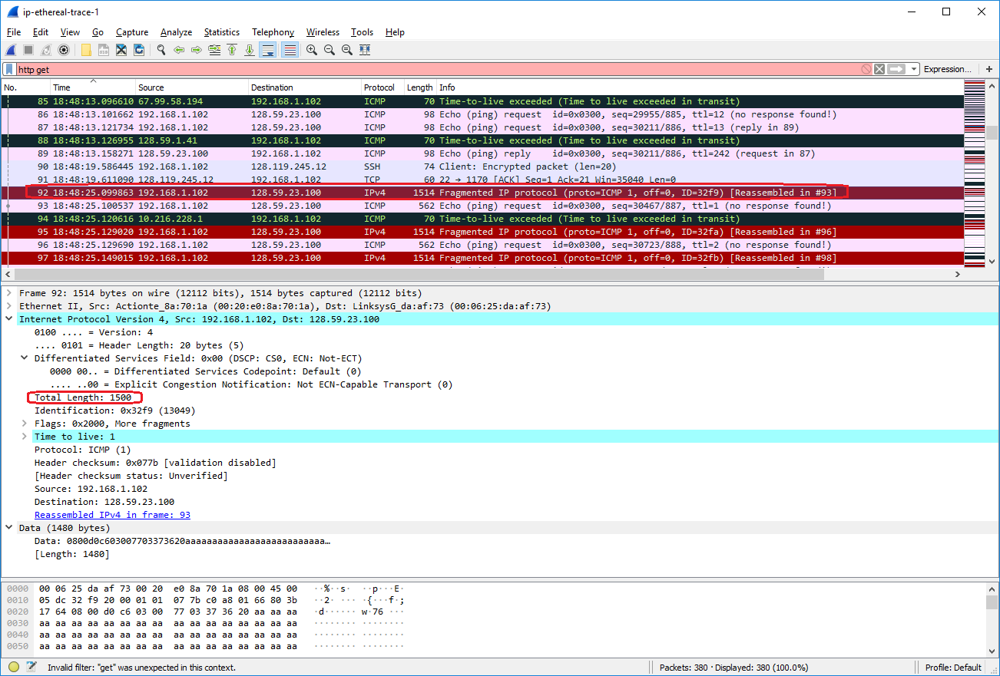 ip-ethereal-trace-1
File Edit View Go Capture Analyze Statistics Telephony Wireless Tools Help
http get
Expression... +
No. Time Source Destination Protocol Length Info
85 18:48:13.096610 67.99.58.194 192.168.1.102 ICMP 70 Time-to-live exceeded (Time to live exceeded in transit)
86 18:48:13.101662 192.168.1.102 128.59.23.100 ICMP 98 Echo (ping) request id=0x0300, seq=29955/885, ttl=12 (no response found!)
87 18:48:13.121734 192.168.1.102 128.59.23.100 ICMP 98 Echo (ping) request id=0x0300, seq=30211/886, ttl=13 (reply in 89)
88 18:48:13.126955 128.59.1.41 192.168.1.102 ICMP 70 Time-to-live exceeded (Time to live exceeded in transit)
89 18:48:13.158271 128.59.23.100 192.168.1.102 ICMP 98 Echo (ping) reply id=0x0300, seq=30211/886, ttl=242 (request in 87)
90 18:48:19.586445 192.168.1.102 128.119.245.12 SSH 74 Client: Encrypted packet (len=20)
91 18:48:19.611090 128.119.245.12 192.168.1.102 TCP 60 22 → 1170 [ACK] Seq=1 Ack=21 Win=35040 Len=0
92 18:48:25.099863 192.168.1.102 128.59.23.100 IPv4 1514 Fragmented IP protocol (proto=ICMP 1, off=0, ID=32f9) [Reassembled in #93]
93 18:48:25.100537 192.168.1.102 128.59.23.100 ICMP 562 Echo (ping) request id=0x0300, seq=30467/887, ttl=1 (no response found!)
94 18:48:25.120616 10.216.228.1 192.168.1.102 ICMP 70 Time-to-live exceeded (Time to live exceeded in transit)
95 18:48:25.129020 192.168.1.102 128.59.23.100 IPv4 1514 Fragmented IP protocol (proto=ICMP 1, off=0, ID=32fa) [Reassembled in #96]
96 18:48:25.129690 192.168.1.102 128.59.23.100 ICMP 562 Echo (ping) request id=0x0300, seq=30723/888, ttl=2 (no response found!)
97 18:48:25.149015 192.168.1.102 128.59.23.100 IPv4 1514 Fragmented IP protocol (proto=ICMP 1, off=0, ID=32fb) [Reassembled in #98]
Frame 92: 1514 bytes on wire (12112 bits), 1514 bytes captured (12112 bits)
Ethernet II, Src: Actionte_8a:70:1a (00:20:e0:8a:70:1a), Dst: LinksysG_da:af:73 (00:06:25:da:af:73)
Internet Protocol Version 4, Src: 192.168.1.102, Dst: 128.59.23.100
0100 .... = Version: 4
.... 0101 = Header Length: 20 bytes (5)
Differentiated Services Field: 0x00 (DSCP: CS0, ECN: Not-ECT)
0000 00.. = Differentiated Services Codepoint: Default (0)
.... ..00 = Explicit Congestion Notification: Not ECN-Capable Transport (0)
Total Length: 1500
Identification: 0x32f9 (13049)
Flags: 0x2000, More fragments
Time to live: 1
Protocol: ICMP (1)
Header checksum: 0x077b [validation disabled]
[Header checksum status: Unverified]
Source: 192.168.1.102
Destination: 128.59.23.100
Reassembled IPv4 in frame: 93
Data (1480 bytes)
Data: 0800d0c603007703373620aaaaaaaaaaaaaaaaaaaaaaaaaa…
[Length: 1480]
0000 00 06 25 da af 73 00 20 e0 8a 70 1a 08 00 45 00 ··%··s· ··p···E·
0010 05 dc 32 f9 20 00 01 01 07 7b c0 a8 01 66 80 3b ··2· ··· ·{···f·;
0020 17 64 08 00 d0 c6 03 00 77 03 37 36 20 aa aa aa ·d······ w·76 ···
0030 aa aa aa aa aa aa aa aa aa aa aa aa aa aa aa aa ········ ········
0040 aa aa aa aa aa aa aa aa aa aa aa aa aa aa aa aa ········ ········
0050 aa aa aa aa aa aa aa aa aa aa aa aa aa aa aa aa ········ ········
Invalid filter: "get" was unexpected in this context. Packets: 380 · Displayed: 380 (100.0%) Profile: Default